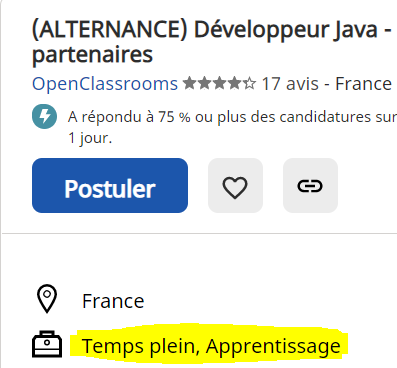 (ALTERNANCE) Développeur Java -
partenaires
OpenClassrooms ★★★★☆ 17 avis - France
A répondu à 75 % ou plus des candidatures sur
1 jour.
Postuler
France
Temps plein, Apprentissage